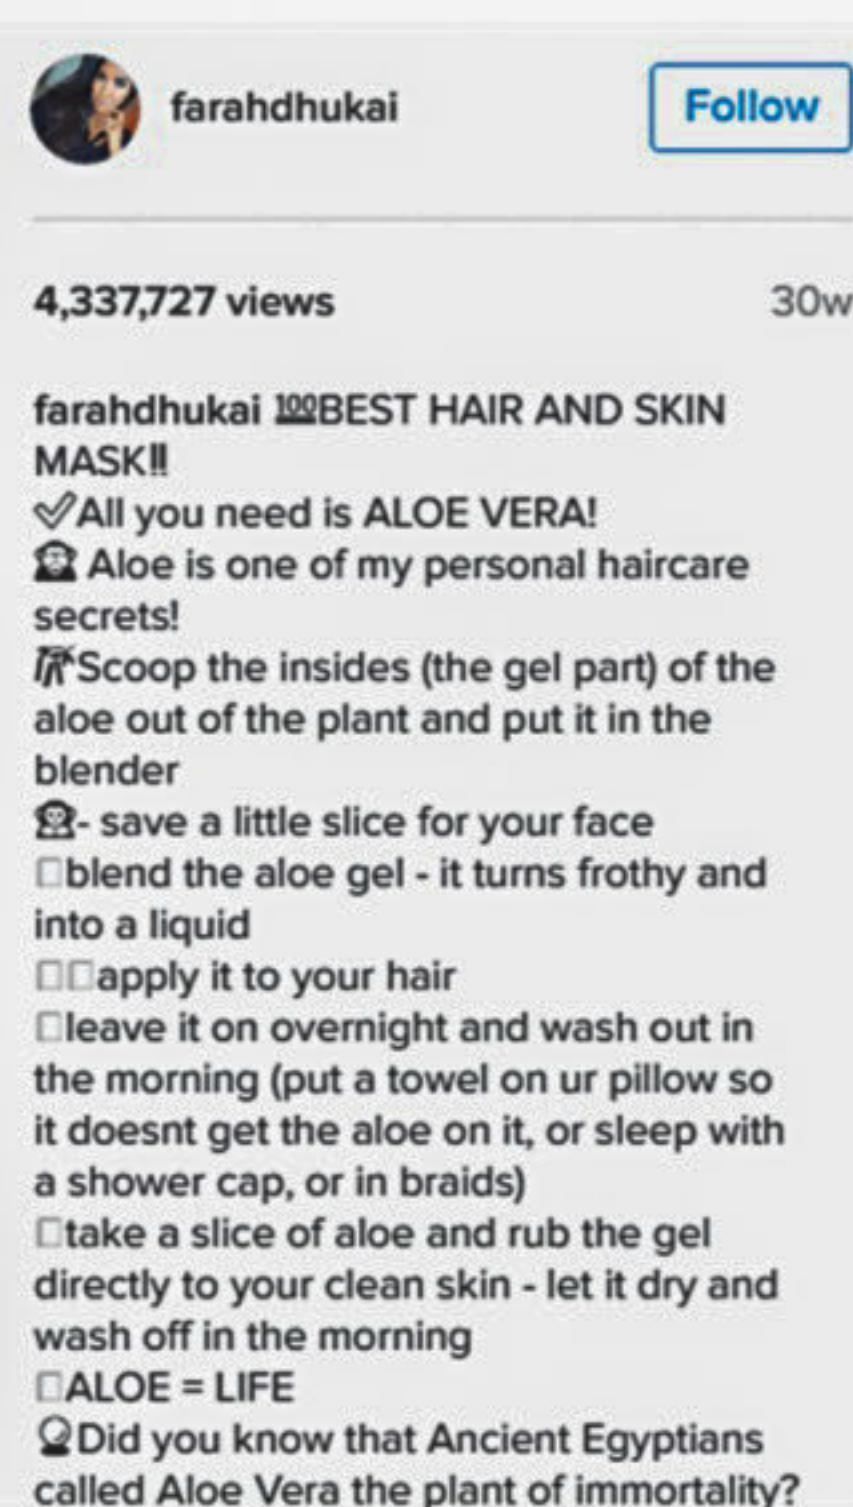 farahdhukai
Follow
4,337,727 views
30w
farahdhukai 💯BEST HAIR AND SKIN
MASK‼
✔All you need is ALOE VERA!
Aloe is one of my personal haircare
secrets!
Scoop the insides (the gel part) of the
aloe out of the plant and put it in the
blender
- save a little slice for your face
□blend the aloe gel - it turns frothy and
into a liquid
□□apply it to your hair
□leave it on overnight and wash out in
the morning (put a towel on ur pillow so
it doesnt get the aloe on it, or sleep with
a shower cap, or in braids)
□take a slice of aloe and rub the gel
directly to your clean skin - let it dry and
wash off in the morning
□ALOE = LIFE
🔮Did you know that Ancient Egyptians
called Aloe Vera the plant of immortality?